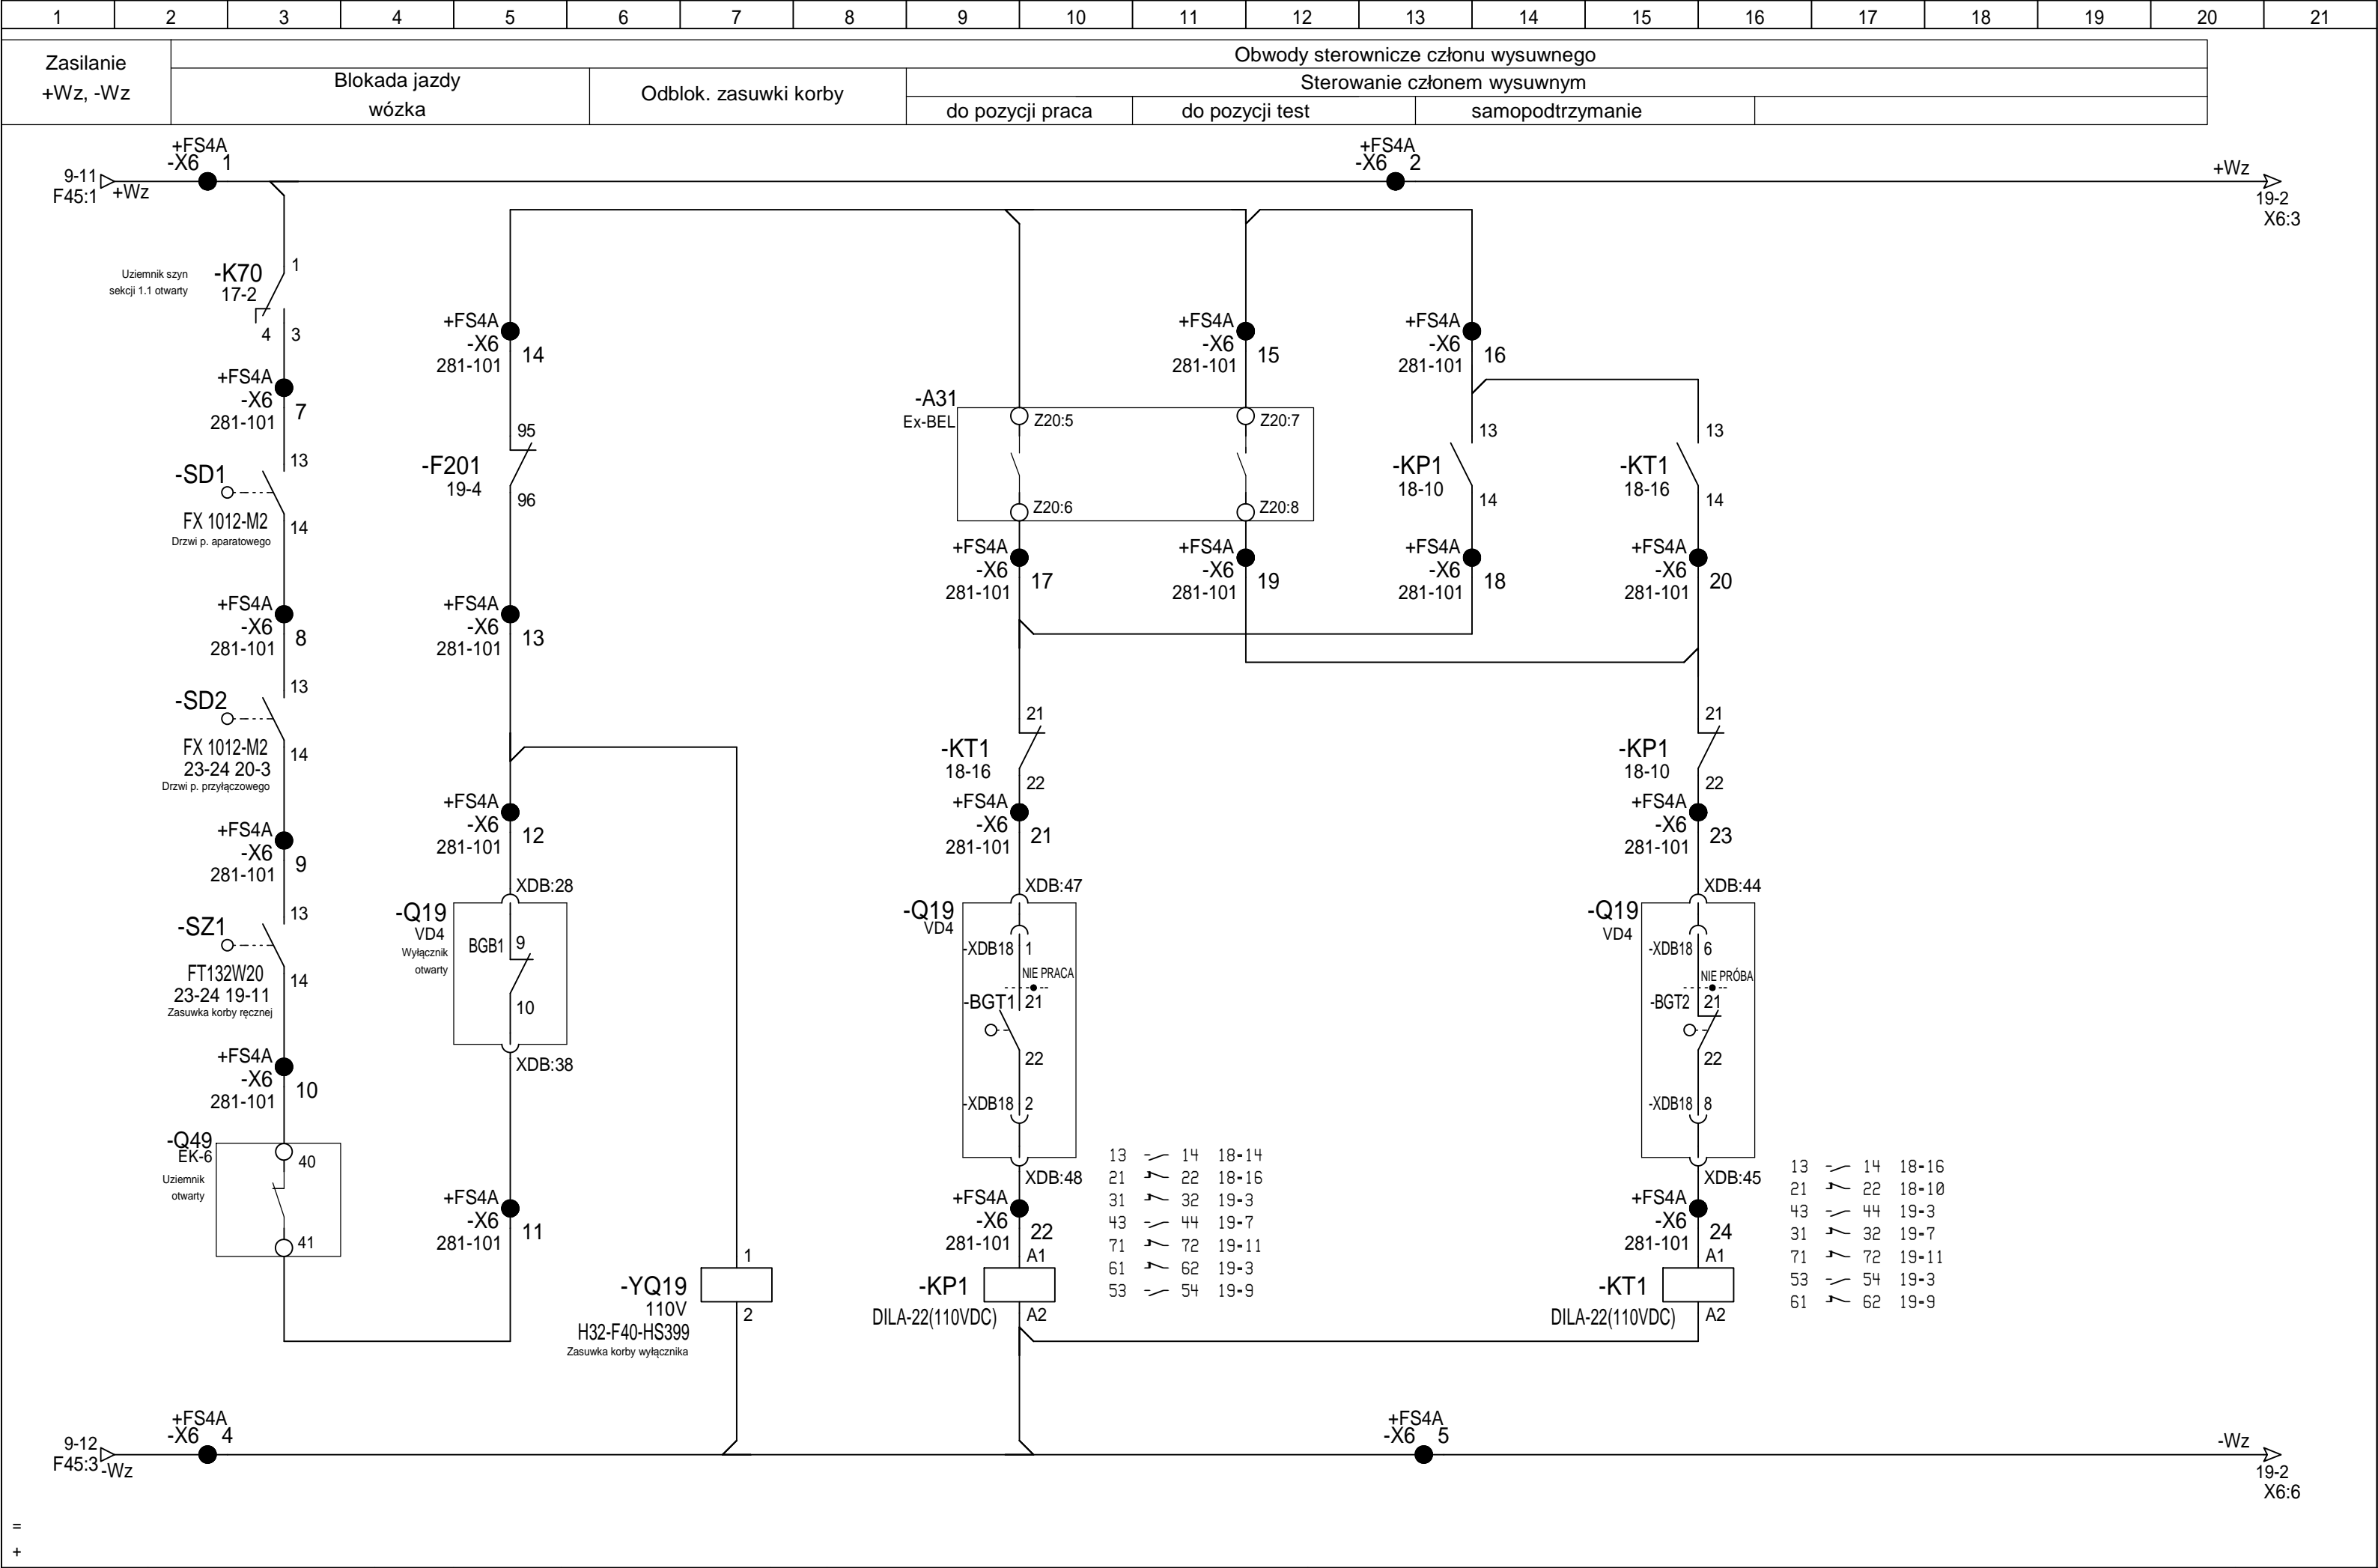 1 2 3 4 5 6 7 8 9 10 11 12 13 14 15 16 17 18 19 20 21
Zasilanie
+Wz, -Wz
Obwody sterownicze członu wysuwnego
Blokada jazdy
wózka
Odblok. zasuwki korby
Sterowanie członem wysuwnym
do pozycji praca
do pozycji test
samopodtrzymanie
+FS4A
-X6 1
9-11
F45:1
+Wz
+FS4A
-X6 2
+Wz
19-2
X6:3
Uziemnik szyn
sekcji 1.1 otwarty
-K70
17-2
1
4 3
+FS4A
-X6
281-101
7
-SD1
13
14
FX 1012-M2
Drzwi p. aparatowego
+FS4A
-X6
281-101
8
-SD2
13
14
FX 1012-M2
23-24 20-3
Drzwi p. przyłączowego
+FS4A
-X6
281-101
9
-SZ1
13
14
FT132W20
23-24 19-11
Zasuwka korby ręcznej
+FS4A
-X6
281-101
10
-Q49
EK-6
Uziemnik
otwarty
40
41
+FS4A
-X6
281-101
14
-F201
19-4
95
96
+FS4A
-X6
281-101
13
+FS4A
-X6
281-101
12
XDB:28
-Q19
VD4
Wyłącznik
otwarty
BGB1
9
10
XDB:38
+FS4A
-X6
281-101
11
-YQ19
110V
H32-F40-HS399
Zasuwka korby wyłącznika
1
2
-A31
Ex-BEL
Z20:5
Z20:6
Z20:7
Z20:8
+FS4A
-X6
281-101
15
+FS4A
-X6
281-101
16
-KP1
18-10
13
14
-KT1
18-16
13
14
+FS4A
-X6
281-101
17
+FS4A
-X6
281-101
19
+FS4A
-X6
281-101
18
+FS4A
-X6
281-101
20
-KT1
18-16
21
22
+FS4A
-X6
281-101
21
XDB:47
-Q19
VD4
-XDB18 1
NIE PRACA
-BGT1 21
22
-XDB18 2
XDB:48
+FS4A
-X6
281-101
22
-KP1
DILA-22(110VDC)
A1
A2
13 14 18-14
21 22 18-16
31 32 19-3
43 44 19-7
71 72 19-11
61 62 19-3
53 54 19-9
-KP1
18-10
21
22
+FS4A
-X6
281-101
23
XDB:44
-Q19
VD4
-XDB18 6
NIE PRÓBA
-BGT2 21
22
-XDB18 8
XDB:45
+FS4A
-X6
281-101
24
-KT1
DILA-22(110VDC)
A1
A2
13 14 18-16
21 22 18-10
43 44 19-3
31 32 19-7
71 72 19-11
53 54 19-3
61 62 19-9
+FS4A
-X6 4
9-12
F45:3
-Wz
+FS4A
-X6 5
-Wz
19-2
X6:6
=
+